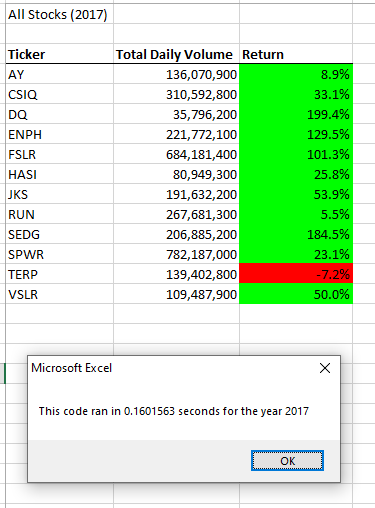 All Stocks (2017)
Ticker Total Daily Volume Return
AY 136,070,900 8.9%
CSIQ 310,592,800 33.1%
DQ 35,796,200 199.4%
ENPH 221,772,100 129.5%
FSLR 684,181,400 101.3%
HASI 80,949,300 25.8%
JKS 191,632,200 53.9%
RUN 267,681,300 5.5%
SEDG 206,885,200 184.5%
SPWR 782,187,000 23.1%
TERP 139,402,800 -7.2%
VSLR 109,487,900 50.0%
Microsoft Excel
This code ran in 0.1601563 seconds for the year 2017
OK